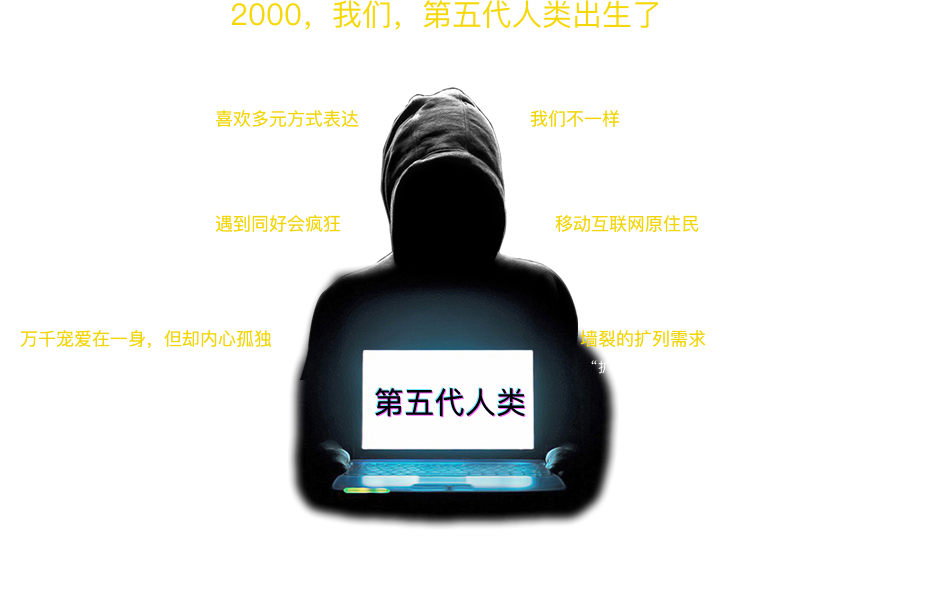 2000，我们，第五代人类出生了
喜欢多元方式表达
我们不一样
遇到同好会疯狂
移动互联网原住民
万千宠爱在一身，但却内心孤独
墙裂的扩列需求
“扩
第五代人类